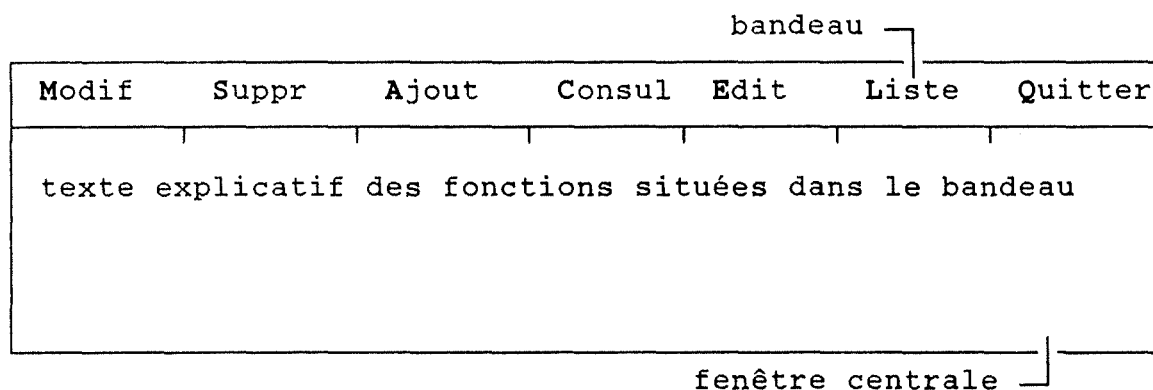 bandeau
Modif Suppr Ajout Consul Edit Liste Quitter
texte explicatif des fonctions situées dans le bandeau
fenêtre centrale